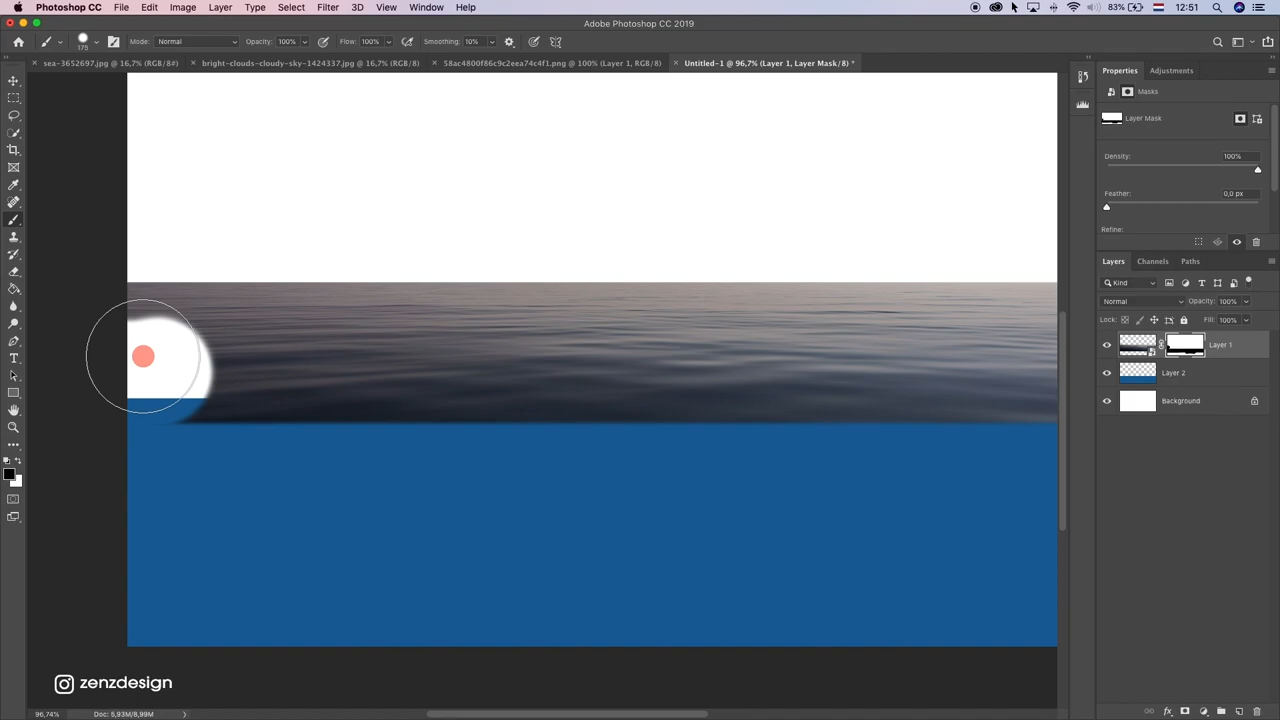 Photoshop CC File Edit Image Layer Type Select Filter 3D View Window Help 83% 12:51
Adobe Photoshop CC 2019
175 Mode: Normal Opacity: 100% Flow: 100% Smoothing: 10%
sea-3652697.jpg @ 16,7% (RGB/8#) bright-clouds-cloudy-sky-1424337.jpg @ 16,7% (RGB/8) 58ac4800f86c9c2eea74c4f1.png @ 100% (Layer 1, RGB/8) Untitled-1 @ 96,7% (Layer 1, Layer Mask/8) *
Properties Adjustments
Masks
Layer Mask
Density: 100%
Feather: 0,0 px
Refine:
Layers Channels Paths
Kind
Normal Opacity: 100%
Lock: Fill: 100%
Layer 1
Layer 2
Background
zenzdesign
96,74% Doc: 5,93M/8,99M